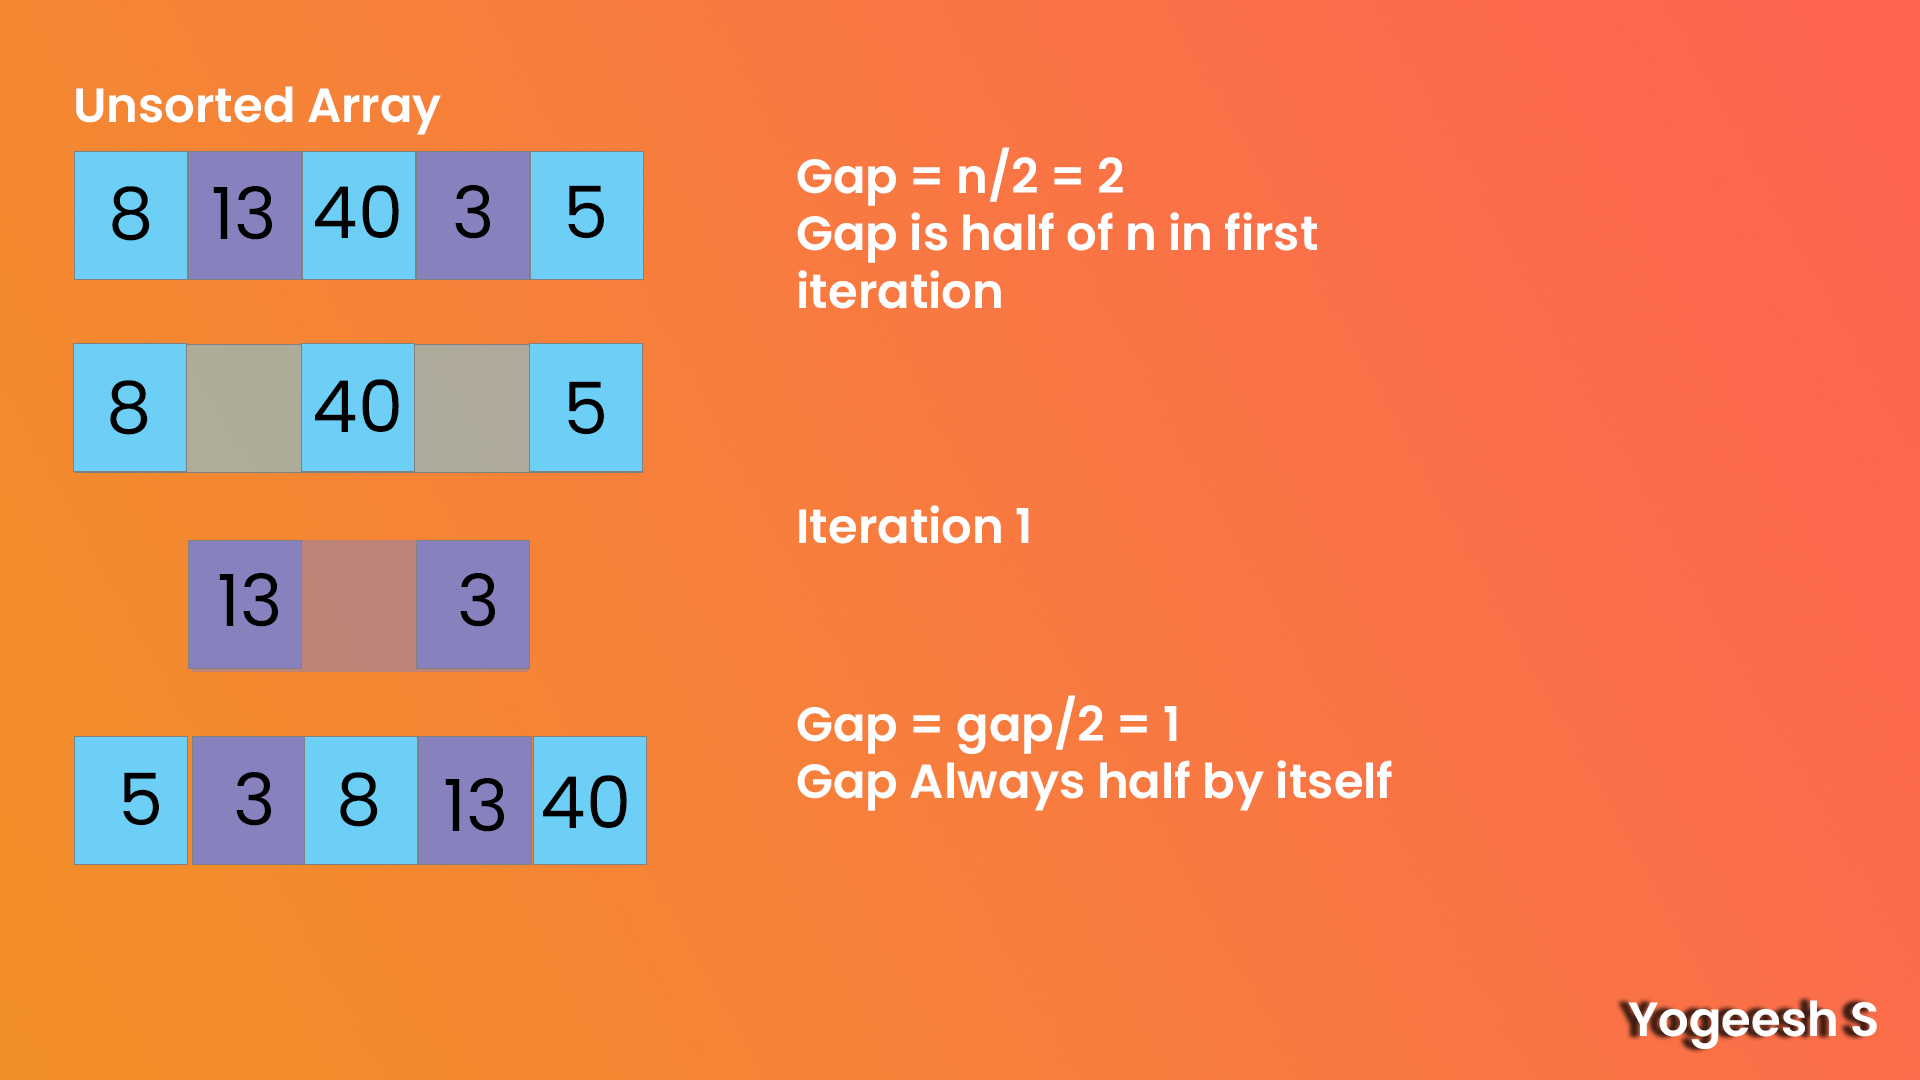 Unsorted Array
8 13 40 3 5
Gap = n/2 = 2
Gap is half of n in first
iteration
8 40 5
Iteration 1
13 3
Gap = gap/2 = 1
Gap Always half by itself
5 3 8 13 40
Yogeesh S